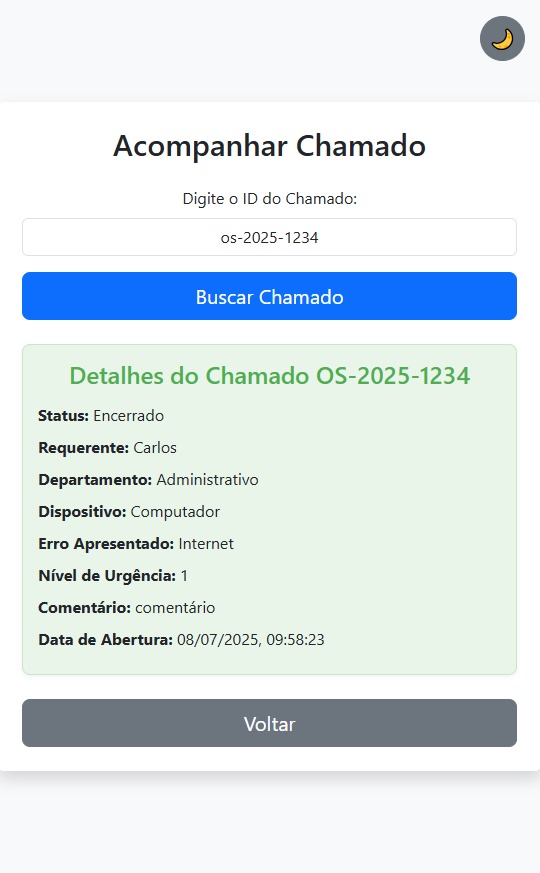 Acompanhar Chamado
Digite o ID do Chamado:
os-2025-1234
Buscar Chamado
Detalhes do Chamado OS-2025-1234
Status: Encerrado
Requerente: Carlos
Departamento: Administrativo
Dispositivo: Computador
Erro Apresentado: Internet
Nível de Urgência: 1
Comentário: comentário
Data de Abertura: 08/07/2025, 09:58:23
Voltar